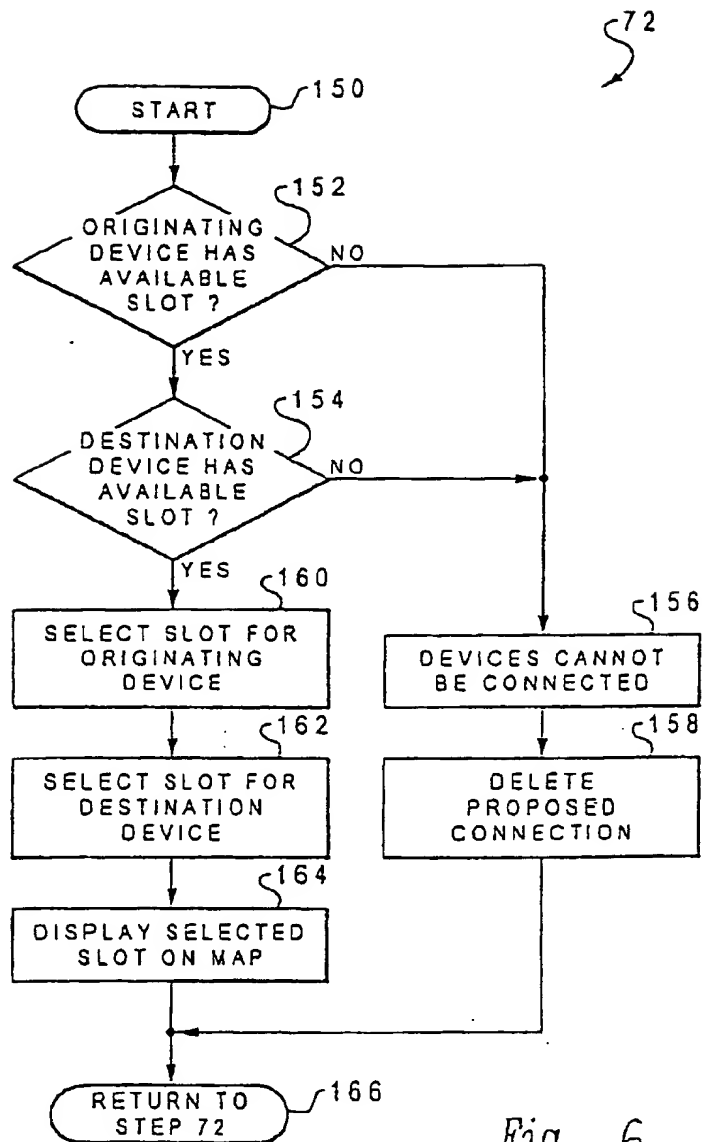 72
START
150
152
ORIGINATING
DEVICE HAS
AVAILABLE
SLOT ?
NO
YES
154
DESTINATION
DEVICE HAS
AVAILABLE
SLOT ?
NO
YES
160
SELECT SLOT FOR
ORIGINATING
DEVICE
156
DEVICES CANNOT
BE CONNECTED
162
SELECT SLOT FOR
DESTINATION
DEVICE
158
DELETE
PROPOSED
CONNECTION
164
DISPLAY SELECTED
SLOT ON MAP
RETURN TO
STEP 72
166
Fig. 6